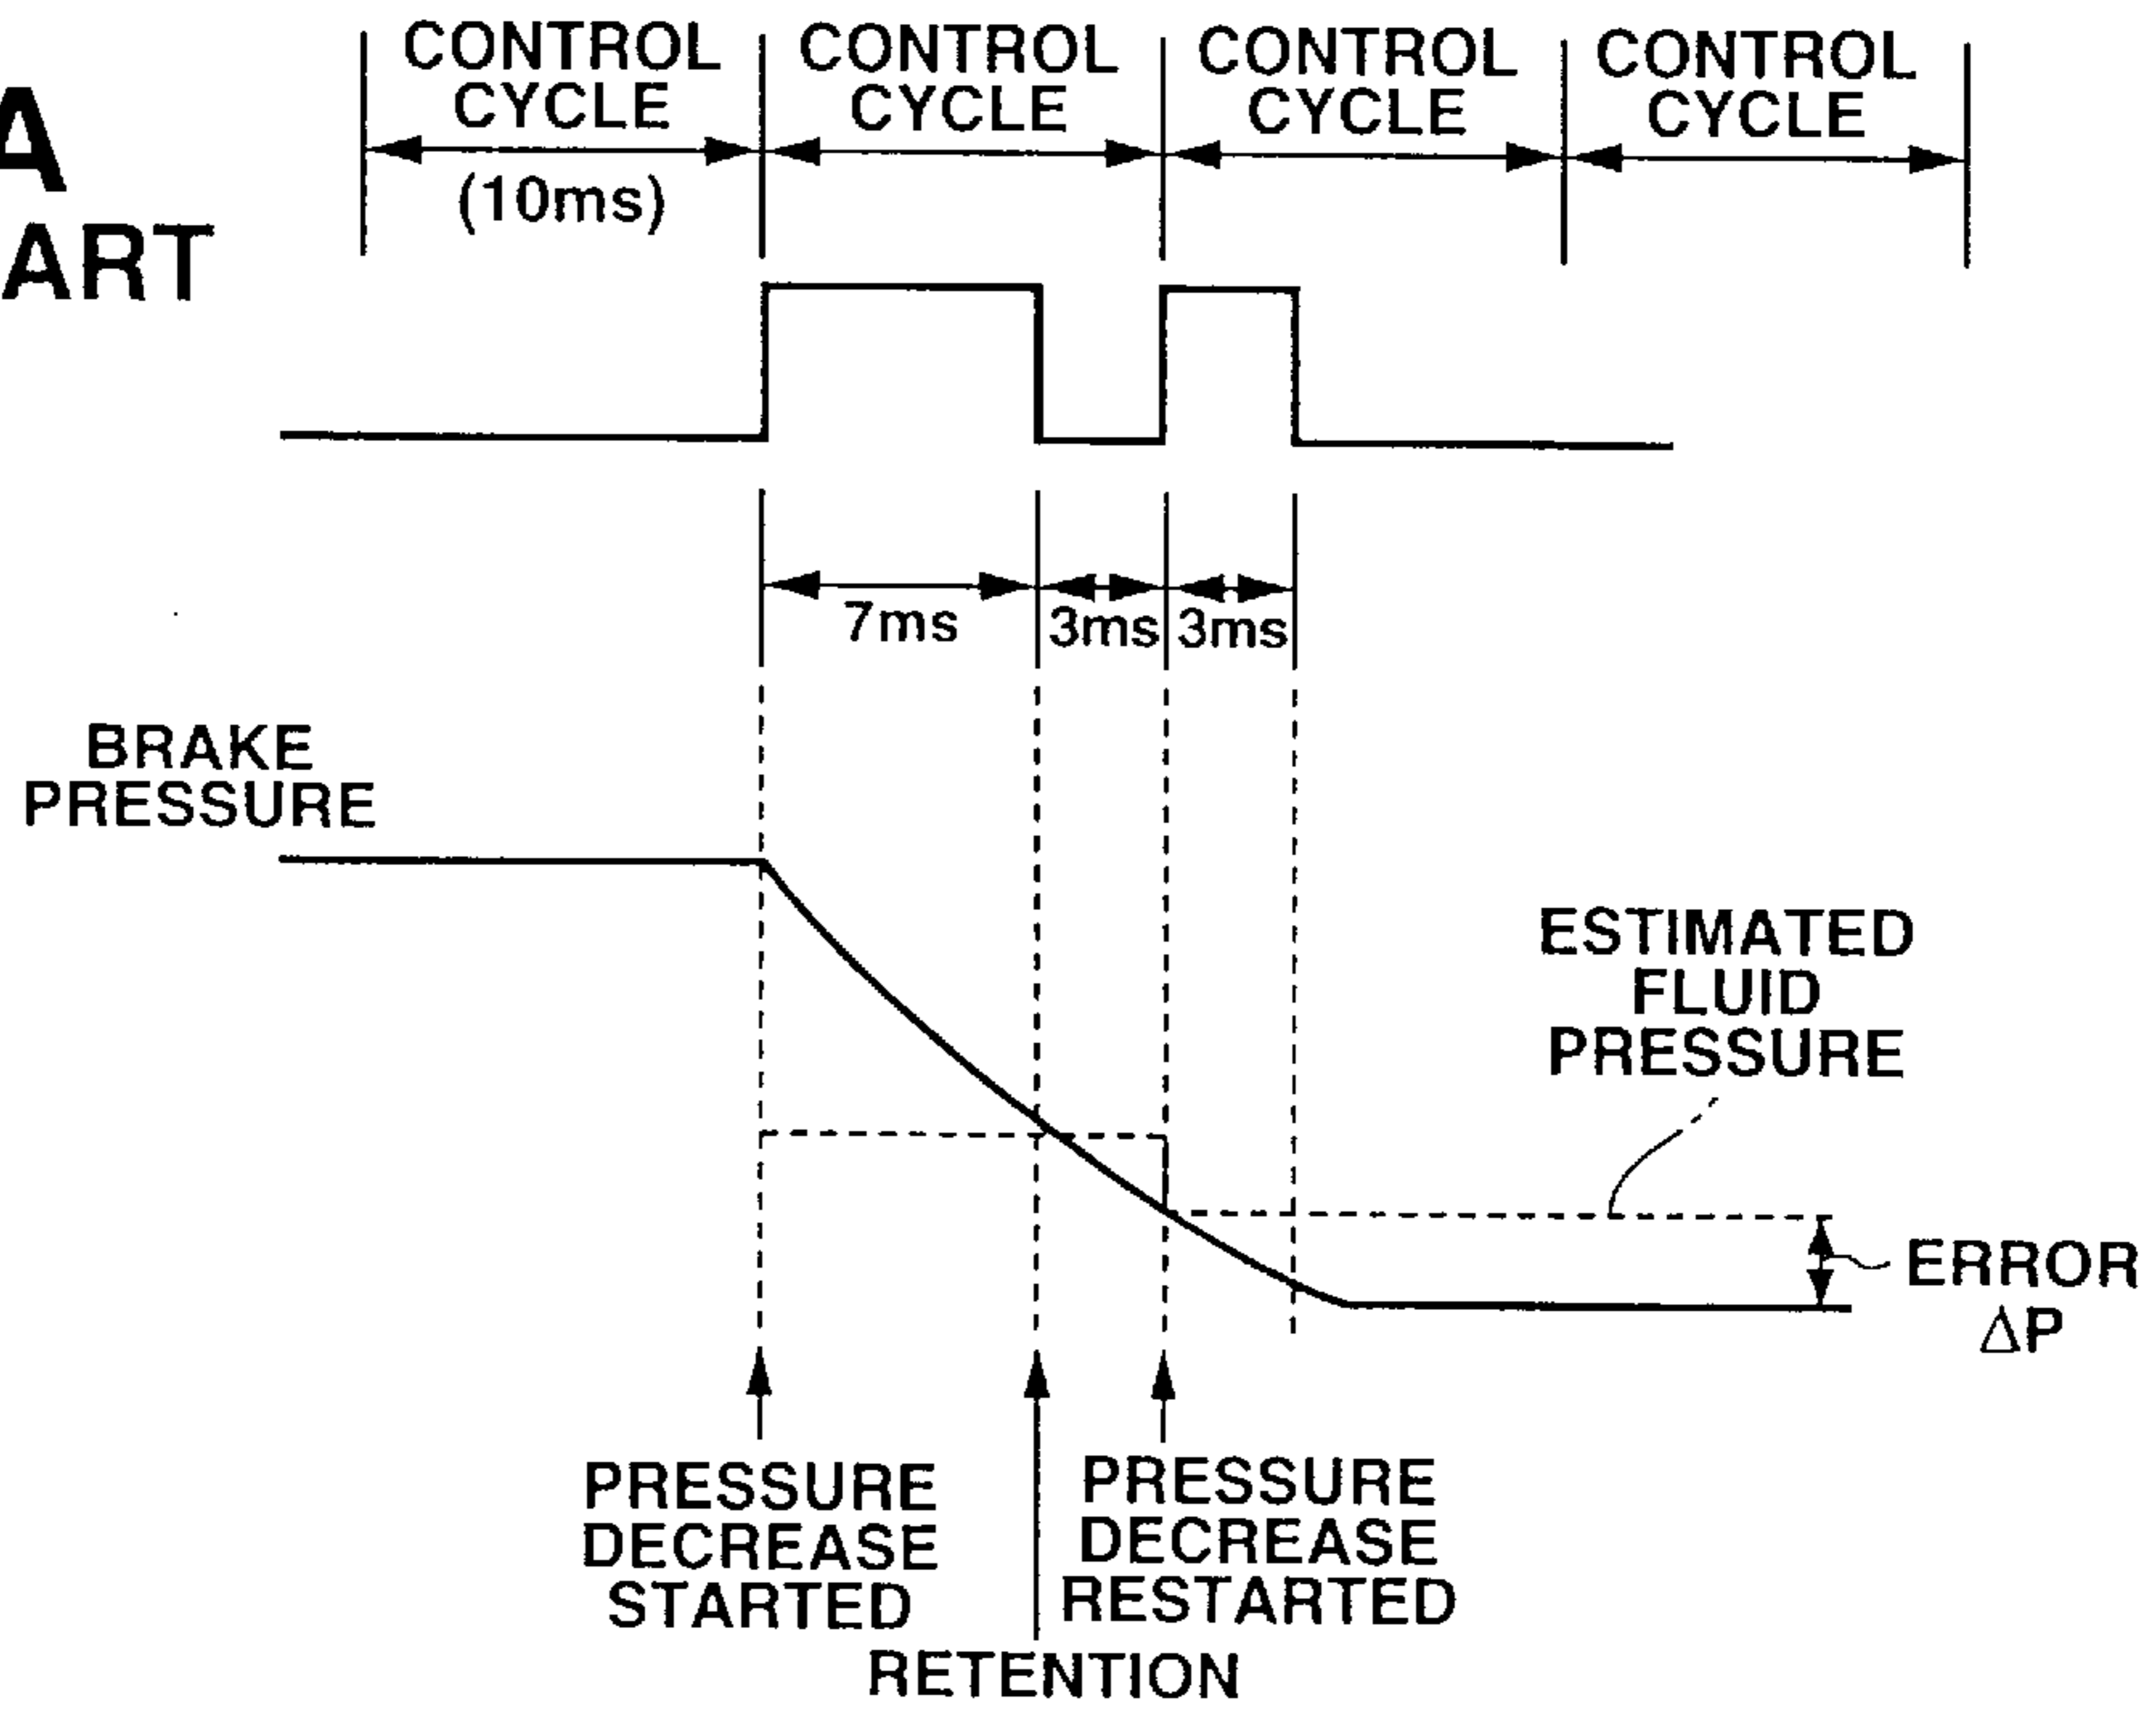 CONTROL
CYCLE
CONTROL
CYCLE
CONTROL
CYCLE
CONTROL
CYCLE
(10ms)
A
ART
7ms
3ms
3ms
BRAKE
PRESSURE
ESTIMATED
FLUID
PRESSURE
ERROR
ΔP
PRESSURE
DECREASE
STARTED
PRESSURE
DECREASE
RESTARTED
RETENTION